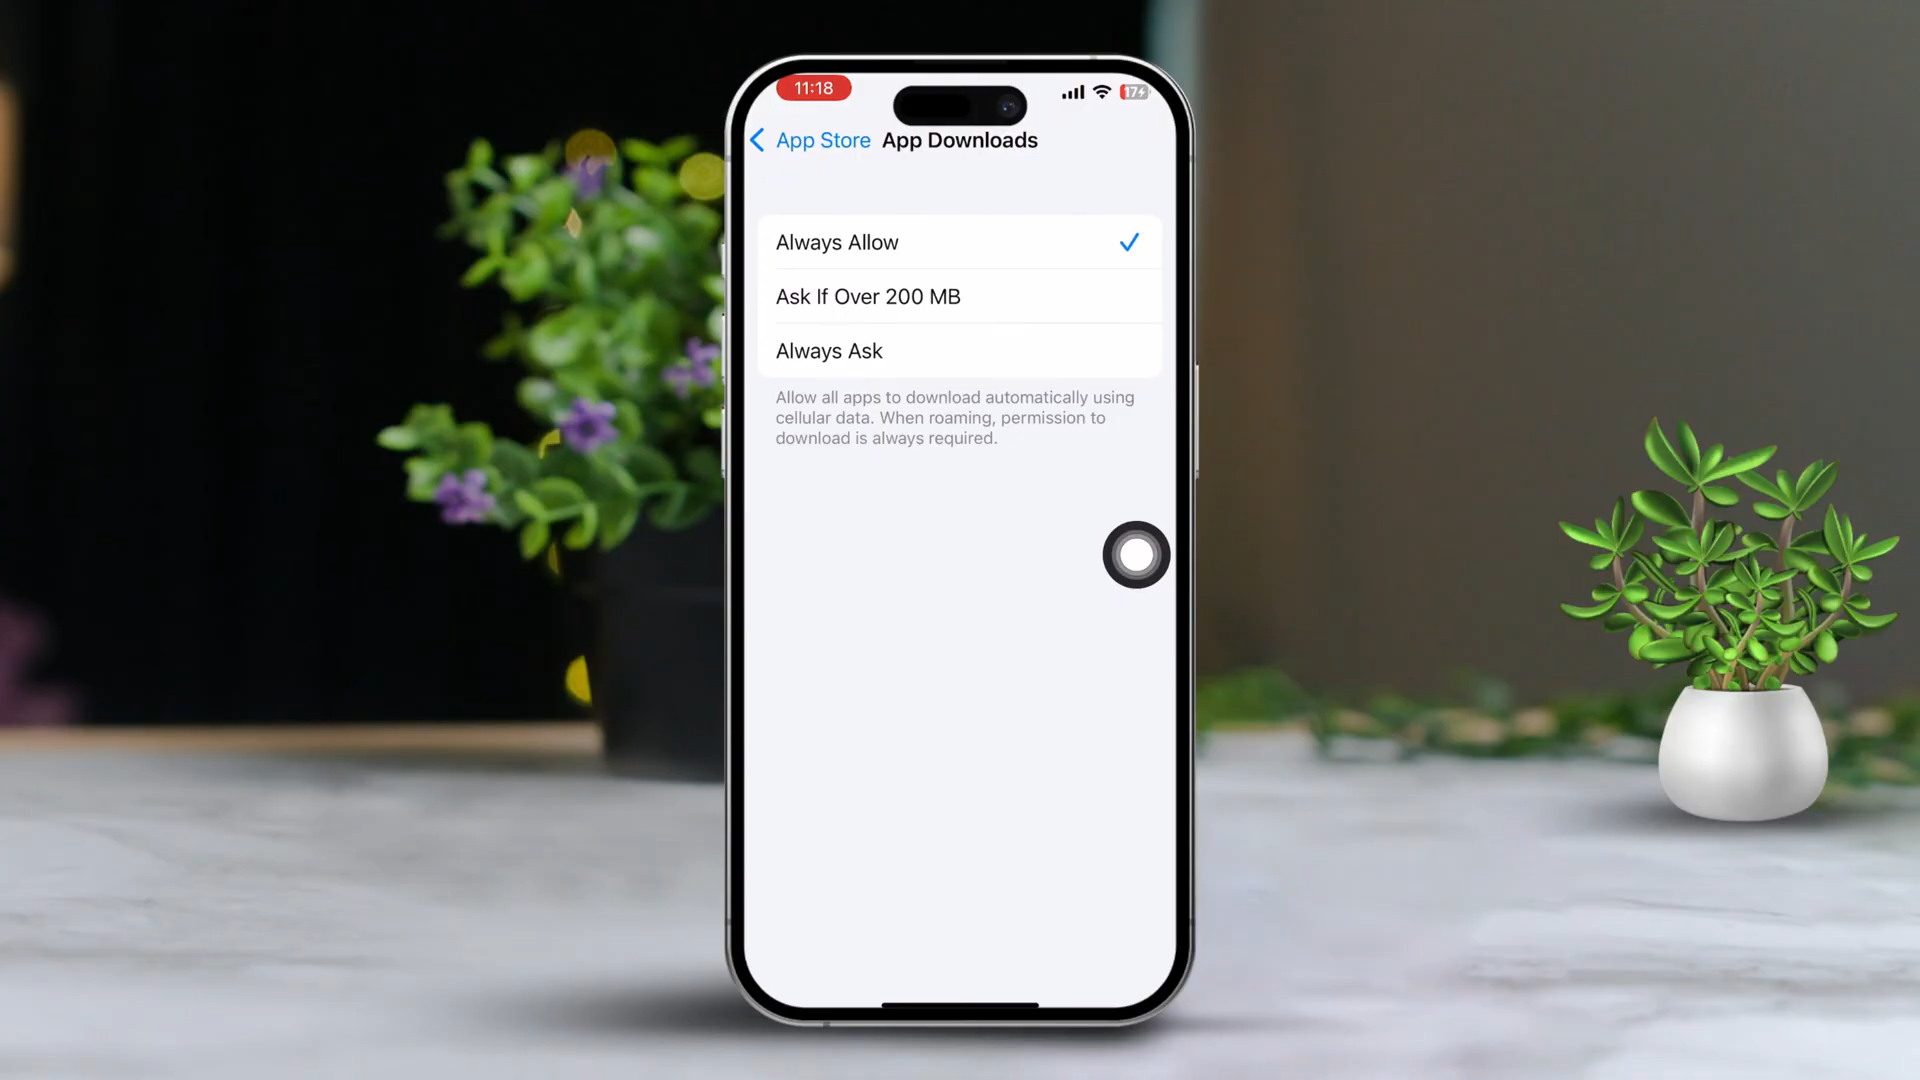 11:18
17
App Store App Downloads
Always Allow
Ask If Over 200 MB
Always Ask
Allow all apps to download automatically using
cellular data. When roaming, permission to
download is always required.